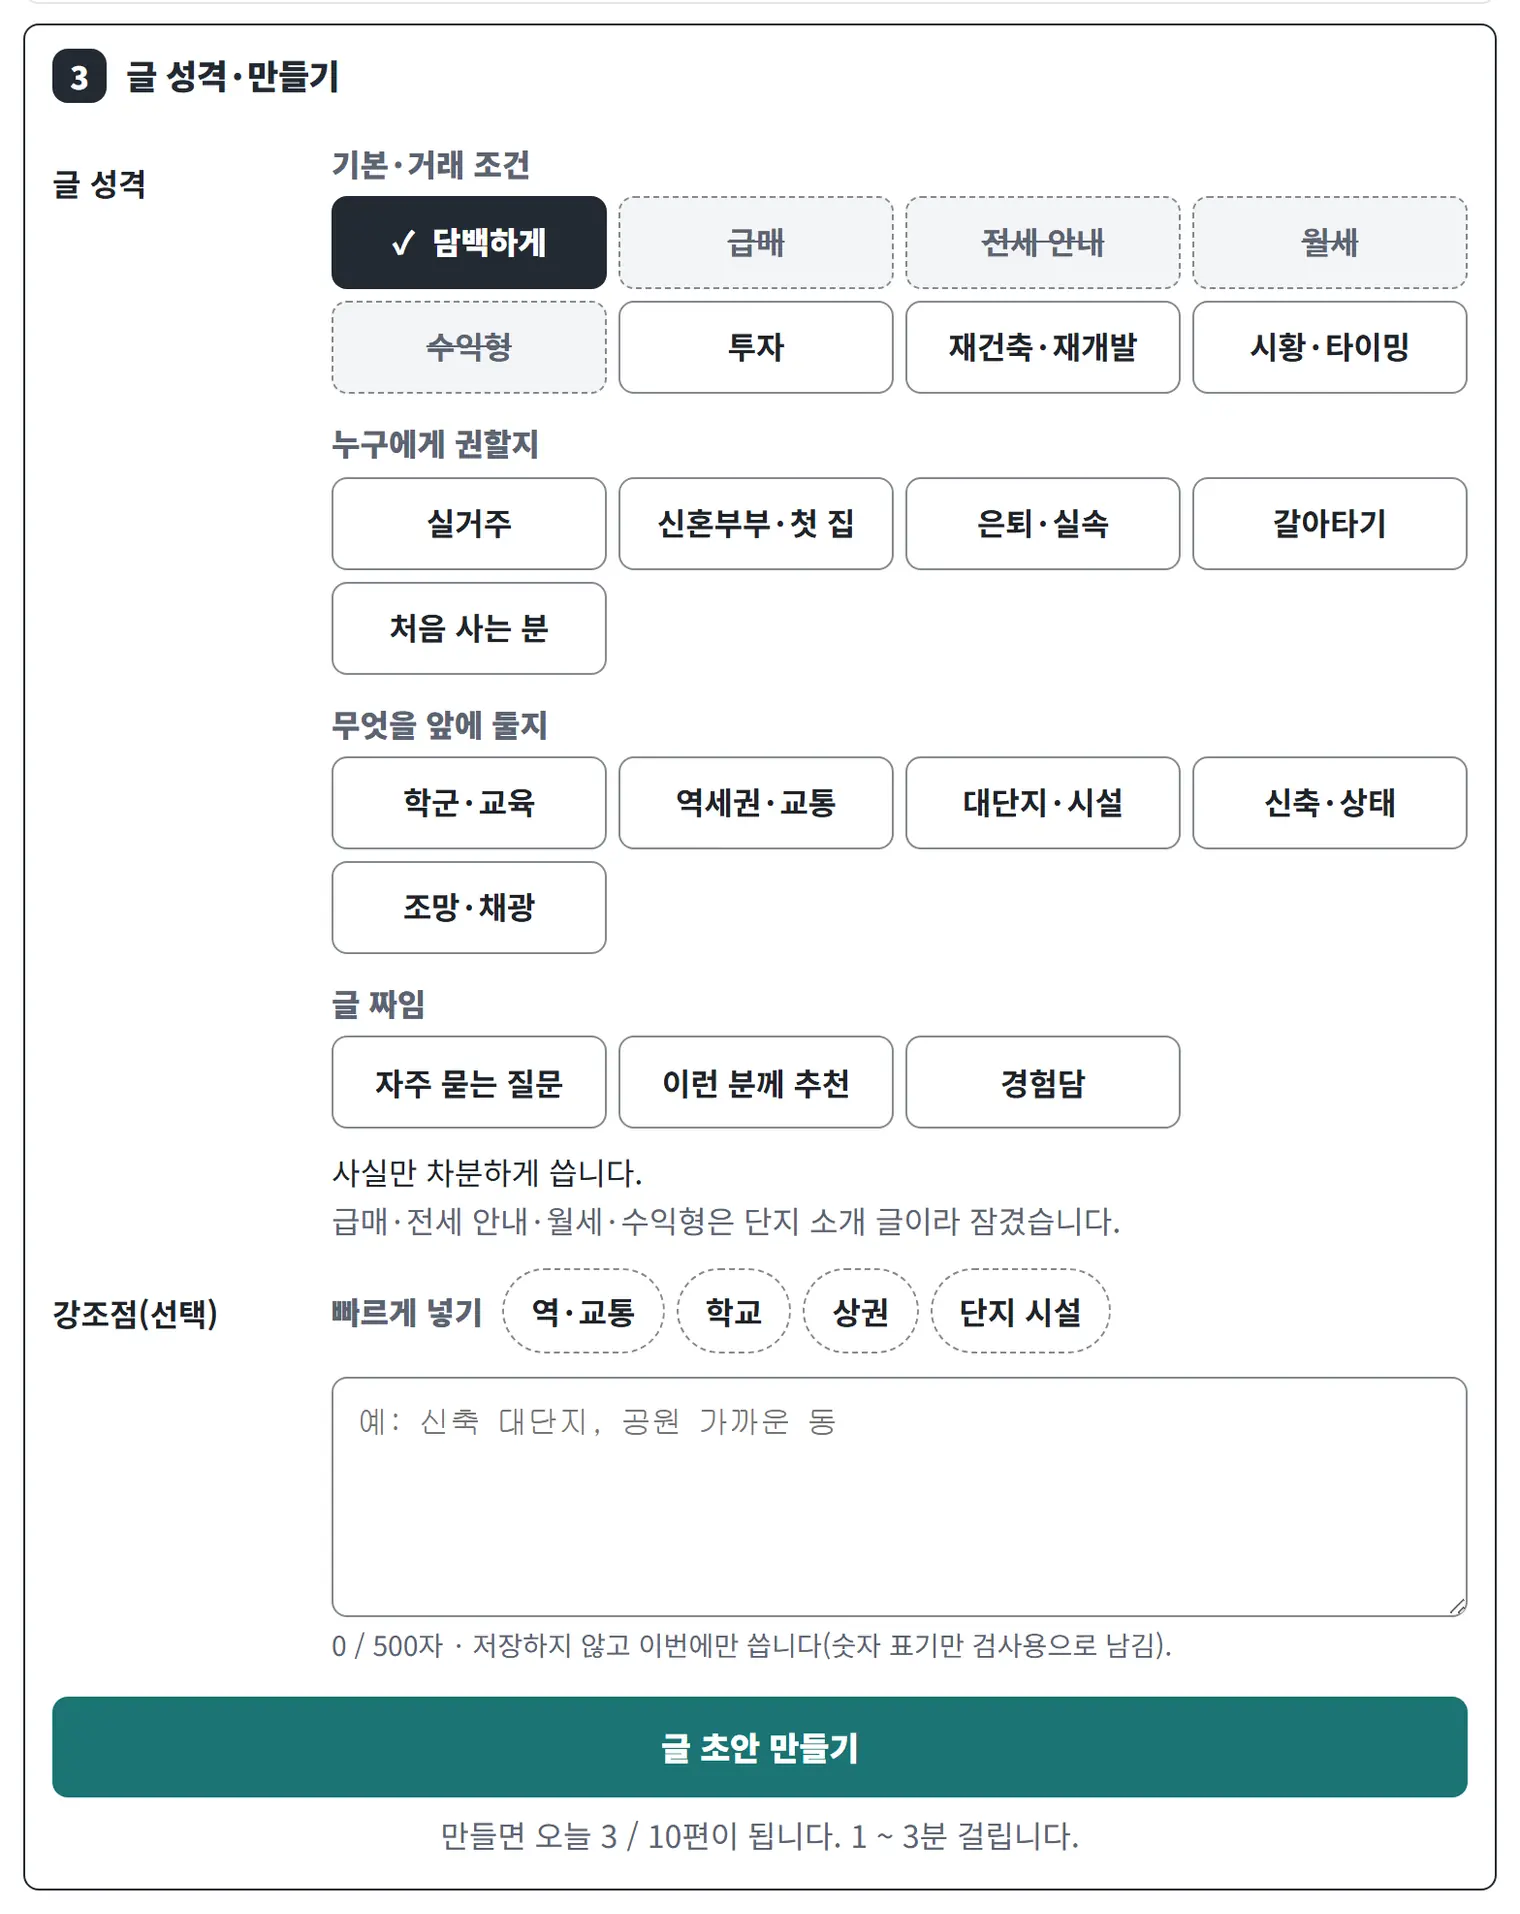 3 글 성격·만들기
글 성격
기본·거래 조건
✓ 담백하게 급매 전세 안내 월세
수익형 투자 재건축·재개발 시황·타이밍
누구에게 권할지
실거주 신혼부부·첫 집 은퇴·실속 갈아타기
처음 사는 분
무엇을 앞에 둘지
학군·교육 역세권·교통 대단지·시설 신축·상태
조망·채광
글 짜임
자주 묻는 질문 이런 분께 추천 경험담
사실만 차분하게 씁니다.
급매·전세 안내·월세·수익형은 단지 소개 글이라 잠겼습니다.
강조점(선택) 빠르게 넣기 역·교통 학교 상권 단지 시설
예: 신축 대단지, 공원 가까운 동
0 / 500자 · 저장하지 않고 이번에만 씁니다(숫자 표기만 검사용으로 남김).
글 초안 만들기
만들면 오늘 3 / 10편이 됩니다. 1 ~ 3분 걸립니다.